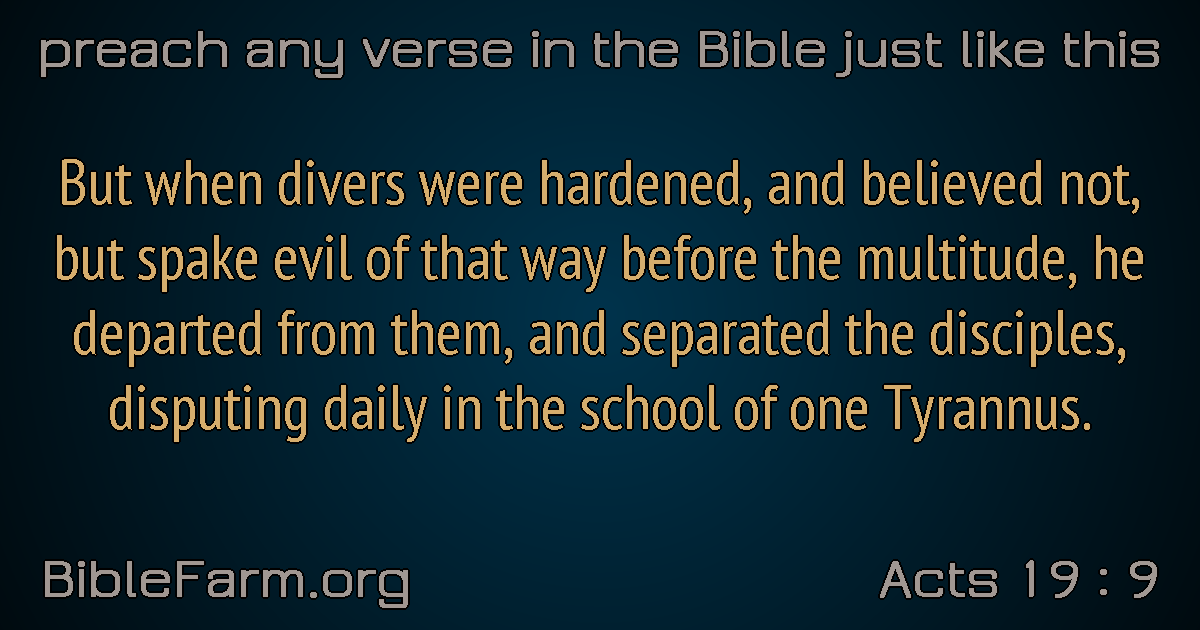 preach any verse in the Bible just like this
But when divers were hardened, and believed not,
but spake evil of that way before the multitude, he
departed from them, and separated the disciples,
disputing daily in the school of one Tyrannus.
BibleFarm.org
Acts 19 : 9